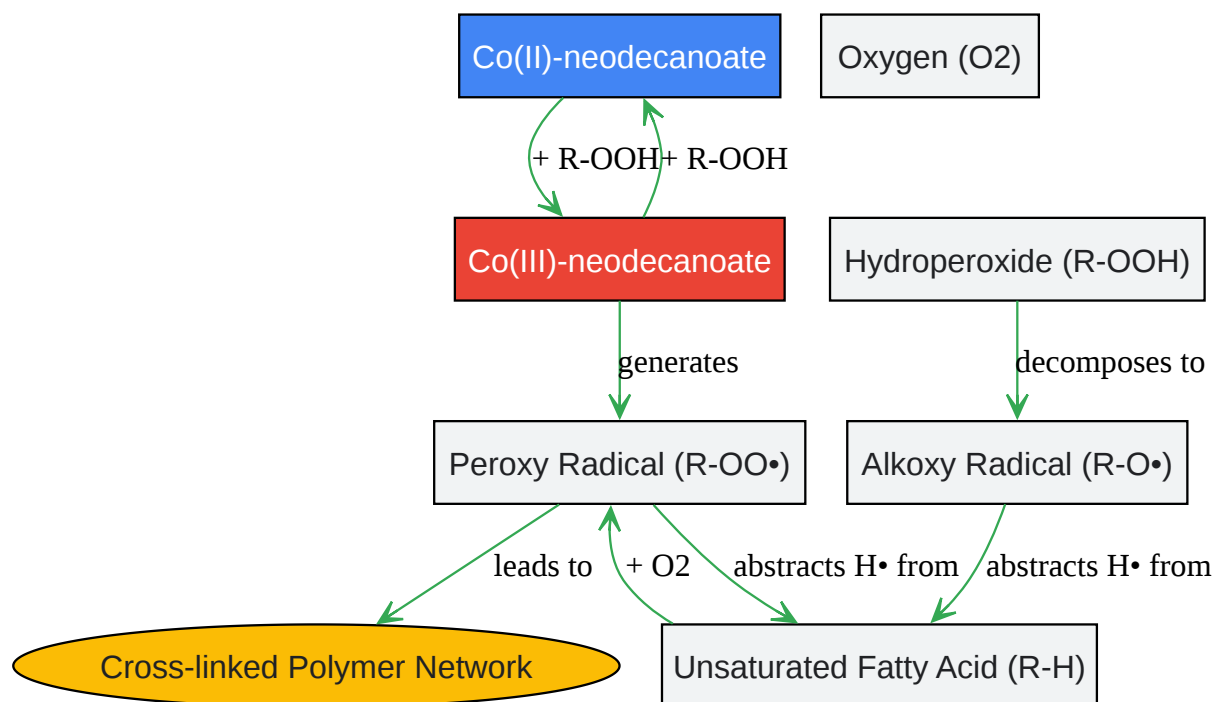 Co(II)-neodecanoate
Oxygen (O2)
+ R-OOH
+ R-OOH
Co(III)-neodecanoate
Hydroperoxide (R-OOH)
generates
decomposes to
Peroxy Radical (R-OO•)
Alkoxy Radical (R-O•)
leads to
+ O2
abstracts H• from
abstracts H• from
Cross-linked Polymer Network
Unsaturated Fatty Acid (R-H)